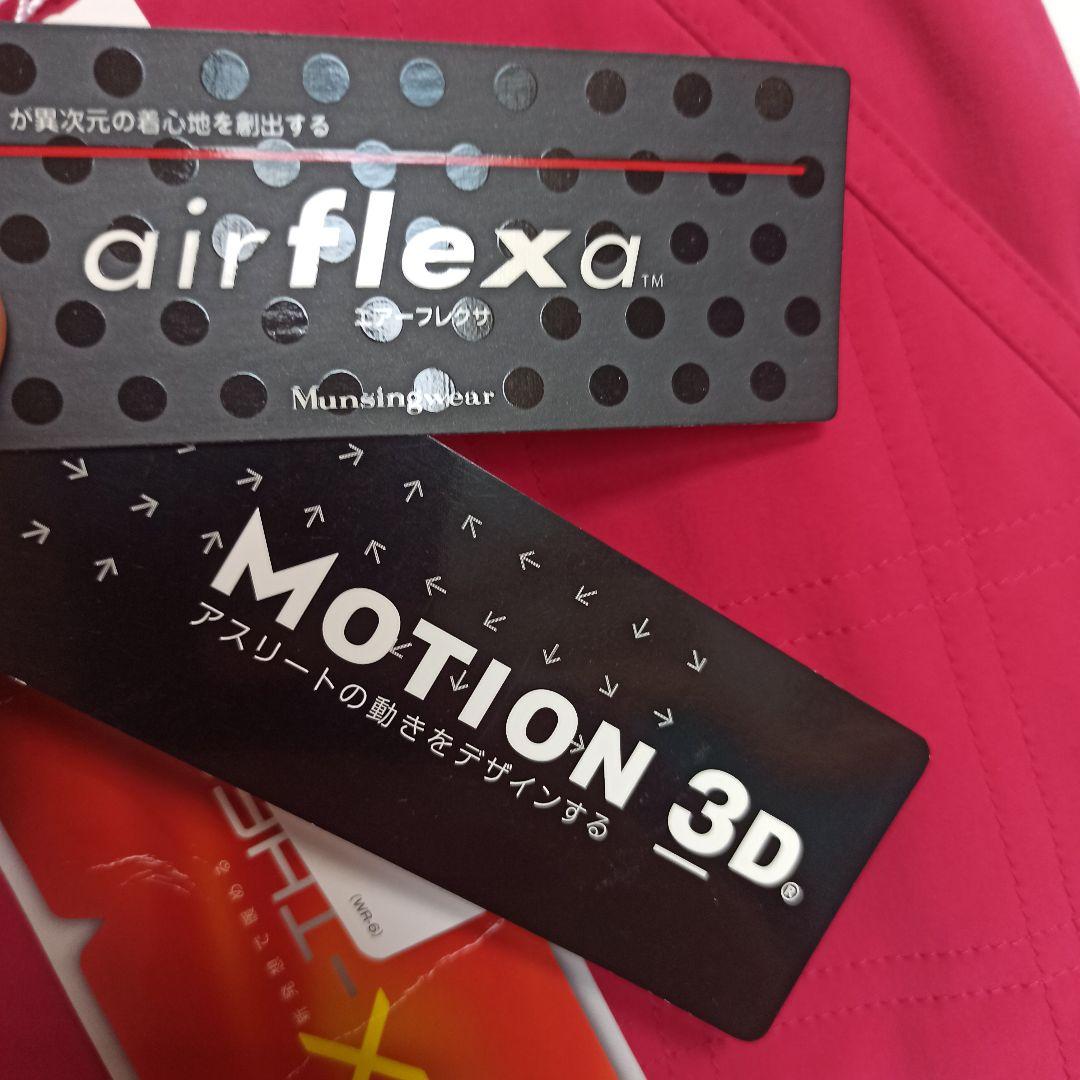 が異次元の着心地を創出する
airflexa™
エアーフレクサ
Munsingwear
MOTION 3D®
アスリートの動きをデザインする
(WR-6)
X